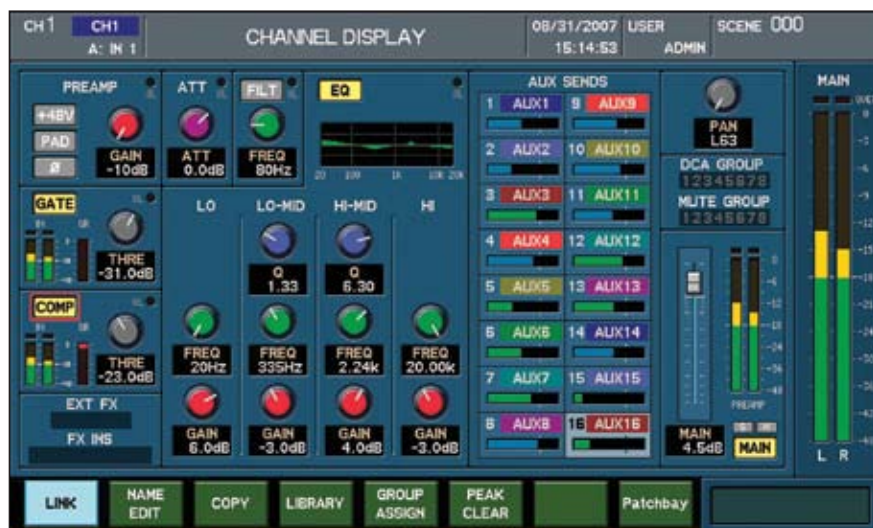 CH1 CH1
A: IN 1
CHANNEL DISPLAY
08/31/2007
15:14:53
USER
ADMIN
SCENE 000
PREAMP
+48V
PAD
Ø
GAIN
-10dB
ATT
ATT
0.0dB
FILT
FREQ
80Hz
EQ
20 100 1K 10K 20K
GATE
THRE
-31.0dB
COMP
THRE
-23.0dB
EXT FX
FX INS
LO LO-MID HI-MID HI
Q
1.33
Q
6.30
FREQ
20Hz
FREQ
335Hz
FREQ
2.24k
FREQ
20.00k
GAIN
6.0dB
GAIN
-3.0dB
GAIN
4.0dB
GAIN
-3.0dB
AUX SENDS
1 AUX1 9 AUX9
2 AUX2 10 AUX10
3 AUX3 11 AUX11
4 AUX4 12 AUX12
5 AUX5 13 AUX13
6 AUX6 14 AUX14
7 AUX7 15 AUX15
8 AUX8 16 AUX16
PAN
L63
DCA GROUP
12345678
MUTE GROUP
12345678
PREAMP
MAIN
4.5dB
MAIN
MAIN
L R
LINK
NAME
EDIT
COPY
LIBRARY
GROUP
ASSIGN
PEAK
CLEAR
Patchbay